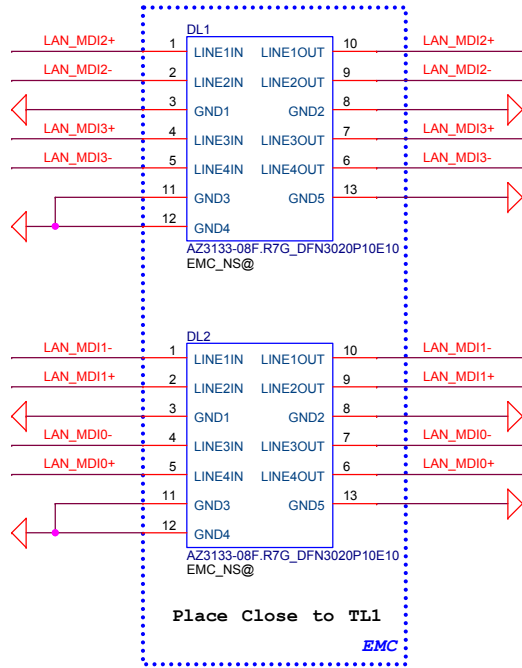 DL1
LAN_MDI2+ 1 LINE1IN LINE1OUT 10 LAN_MDI2+
LAN_MDI2- 2 LINE2IN LINE2OUT 9 LAN_MDI2-
3 GND1 GND2 8
LAN_MDI3+ 4 LINE3IN LINE3OUT 7 LAN_MDI3+
LAN_MDI3- 5 LINE4IN LINE4OUT 6 LAN_MDI3-
11 GND3 GND5 13
12 GND4
AZ3133-08F.R7G_DFN3020P10E10
EMC_NS@
DL2
LAN_MDI1- 1 LINE1IN LINE1OUT 10 LAN_MDI1-
LAN_MDI1+ 2 LINE2IN LINE2OUT 9 LAN_MDI1+
3 GND1 GND2 8
LAN_MDI0- 4 LINE3IN LINE3OUT 7 LAN_MDI0-
LAN_MDI0+ 5 LINE4IN LINE4OUT 6 LAN_MDI0+
11 GND3 GND5 13
12 GND4
AZ3133-08F.R7G_DFN3020P10E10
EMC_NS@
Place Close to TL1
EMC